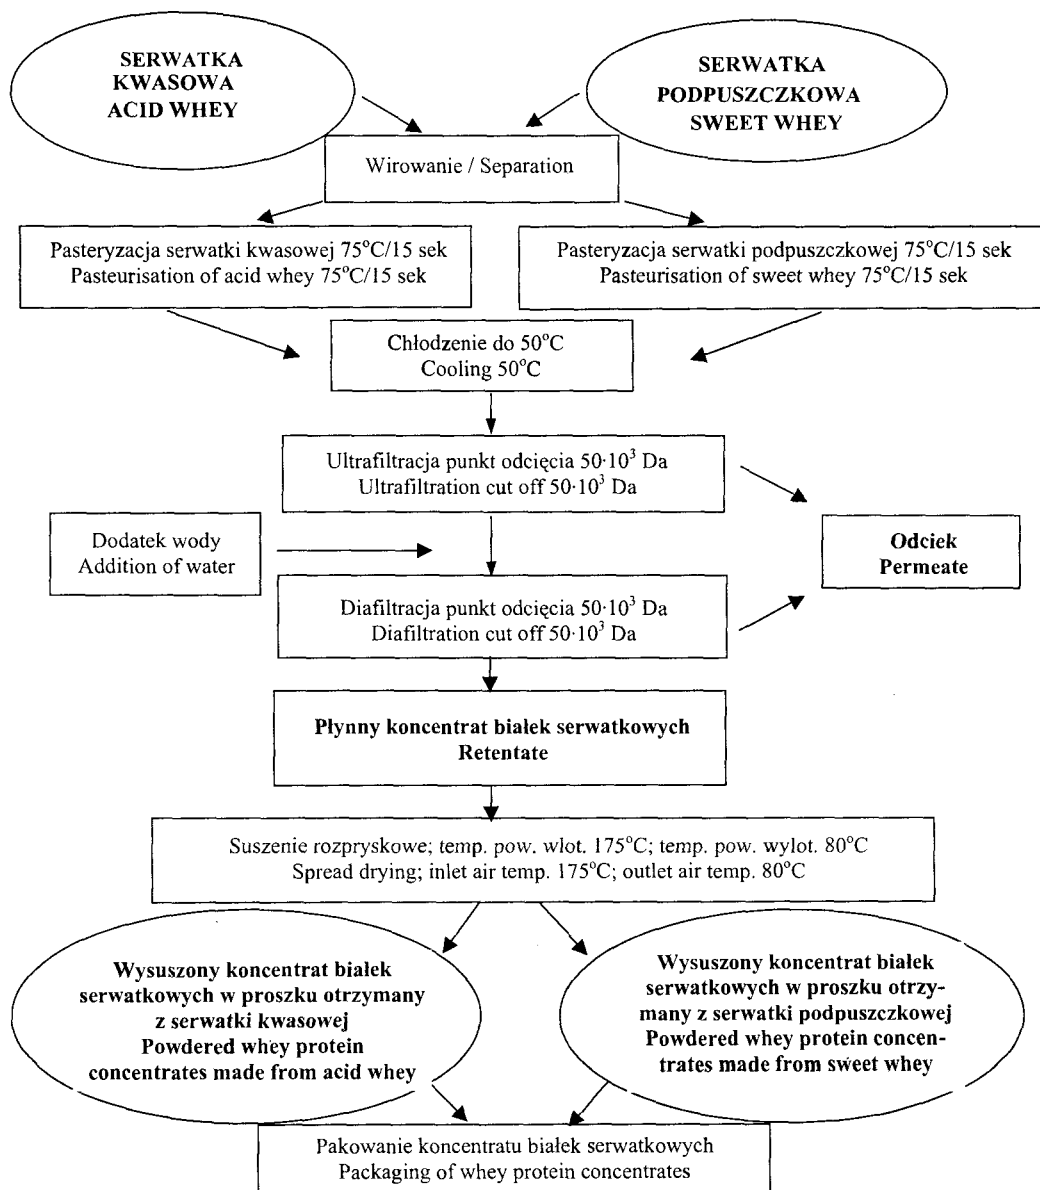 SERWATKA
KWASOWA
ACID WHEY
SERWATKA
PODPUSZCZKOWA
SWEET WHEY
Wirowanie / Separation
Pasteryzacja serwatki kwasowej 75°C/15 sek
Pasteurisation of acid whey 75°C/15 sek
Pasteryzacja serwatki podpuszczkowej 75°C/15 sek
Pasteurisation of sweet whey 75°C/15 sek
Chłodzenie do 50°C
Cooling 50°C
Ultrafiltracja punkt odcięcia 50·10³ Da
Ultrafiltration cut off 50·10³ Da
Dodatek wody
Addition of water
Odciek
Permeate
Diafiltracja punkt odcięcia 50·10³ Da
Diafiltration cut off 50·10³ Da
Płynny koncentrat białek serwatkowych
Retentate
Suszenie rozpryskowe; temp. pow. wlot. 175°C; temp. pow. wylot. 80°C
Spread drying; inlet air temp. 175°C; outlet air temp. 80°C
Wysuszony koncentrat białek
serwatkowych w proszku otrzymany
z serwatki kwasowej
Powdered whey protein
concentrates made from acid whey
Wysuszony koncentrat białek
serwatkowych w proszku otrzy-
many z serwatki podpuszczkowej
Powdered whey protein concen-
trates made from sweet whey
Pakowanie koncentratu białek serwatkowych
Packaging of whey protein concentrates